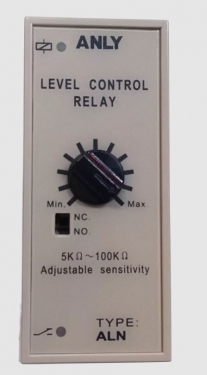 ANLY
LEVEL CONTROL
RELAY
Min. Max.
NC.
NO.
5KΩ~100KΩ
Adjustable sensitivity
TYPE:
ALN